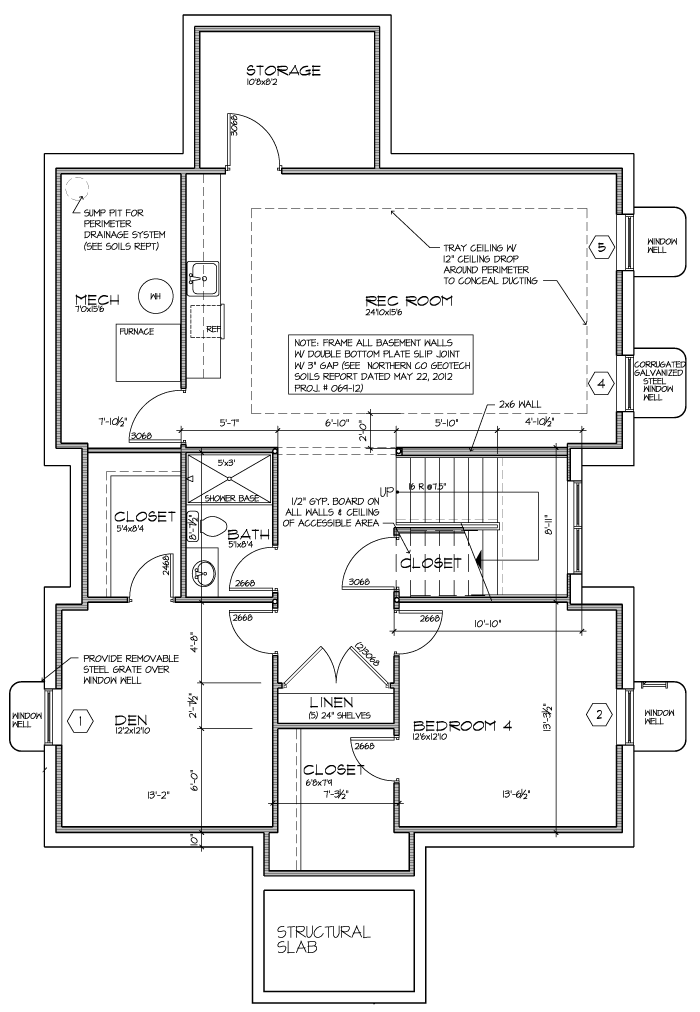 STORAGE
10'8x8'2
3068
SUMP PIT FOR
PERIMETER
DRAINAGE SYSTEM
(SEE SOILS REPT)
TRAY CEILING W/
12" CEILING DROP
AROUND PERIMETER
TO CONCEAL DUCTING
5
WINDOW
WELL
MECH
7'0x15'6
WH
FURNACE
REF
REC ROOM
24'10x15'6
NOTE: FRAME ALL BASEMENT WALLS
W/ DOUBLE BOTTOM PLATE SLIP JOINT
W/ 3" GAP (SEE NORTHERN CO GEOTECH
SOILS REPORT DATED MAY 22, 2012
PROJ. # 069-12)
4
CORRUGATED
GALVANIZED
STEEL
WINDOW
WELL
2x6 WALL
7'-10½"
3068
5'-7"
6'-10"
2'-0"
5'-10"
4'-10½"
5'x3'
SHOWER BASE
UP
16 R @7.5"
1/2" GYP. BOARD ON
ALL WALLS & CEILING
OF ACCESSIBLE AREA
CLOSET
5'4x8'4
8'-7½"
BATH
5'1x8'4
8'-11"
CLOSET
2468
2668
3068
2668
2668
10'-10"
4'-8"
PROVIDE REMOVABLE
STEEL GRATE OVER
WINDOW WELL
(2)3068
LINEN
(5) 24" SHELVES
WINDOW
WELL
1
DEN
12'2x12'10
2'-7½"
BEDROOM 4
12'6x12'10
13'-3½"
2
WINDOW
WELL
2668
CLOSET
6'8x7'9
6'-0"
13'-2"
7'-3½"
13'-6½"
10"
STRUCTURAL
SLAB